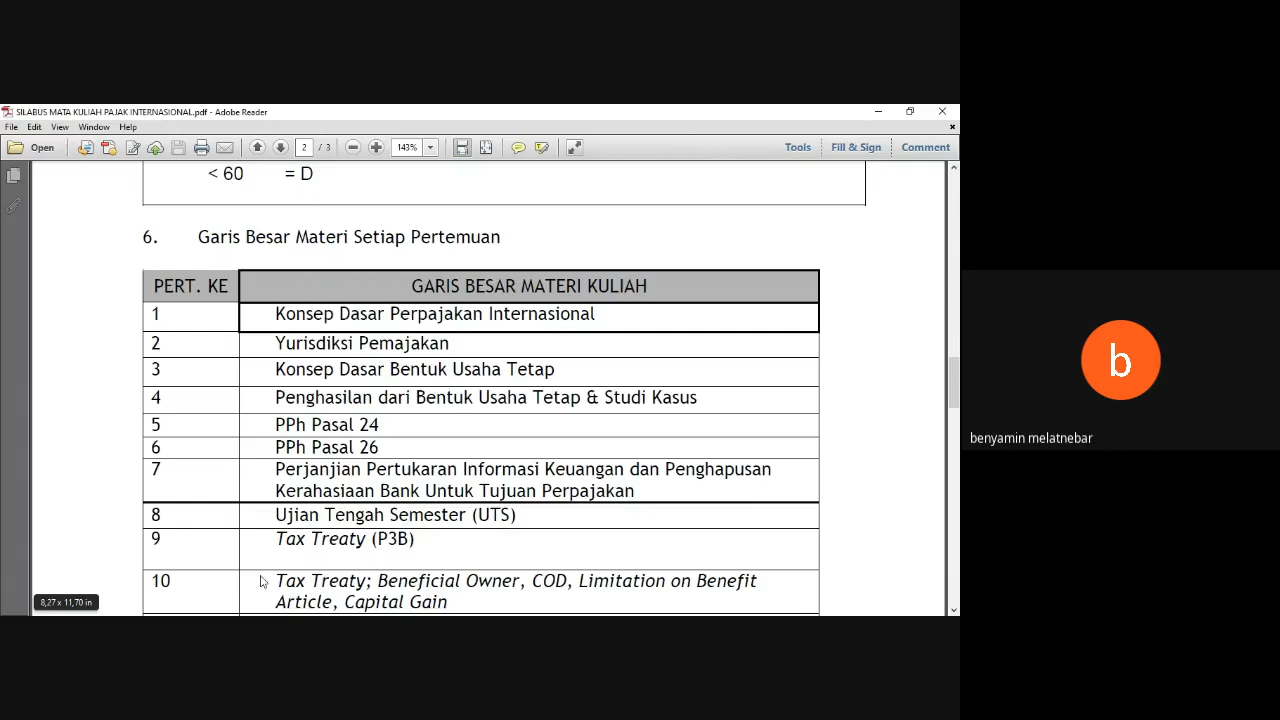 SILABUS MATA KULIAH PAJAK INTERNASIONAL.pdf - Adobe Reader
File Edit View Window Help
Open 2 / 3 143% Tools Fill & Sign Comment
< 60 = D
6. Garis Besar Materi Setiap Pertemuan
PERT. KE GARIS BESAR MATERI KULIAH
1 Konsep Dasar Perpajakan Internasional
2 Yurisdiksi Pemajakan
3 Konsep Dasar Bentuk Usaha Tetap
4 Penghasilan dari Bentuk Usaha Tetap & Studi Kasus
5 PPh Pasal 24
6 PPh Pasal 26
7 Perjanjian Pertukaran Informasi Keuangan dan Penghapusan
Kerahasiaan Bank Untuk Tujuan Perpajakan
8 Ujian Tengah Semester (UTS)
9 Tax Treaty (P3B)
10 Tax Treaty; Beneficial Owner, COD, Limitation on Benefit
Article, Capital Gain
8,27 x 11,70 in
b
benyamin melatnebar